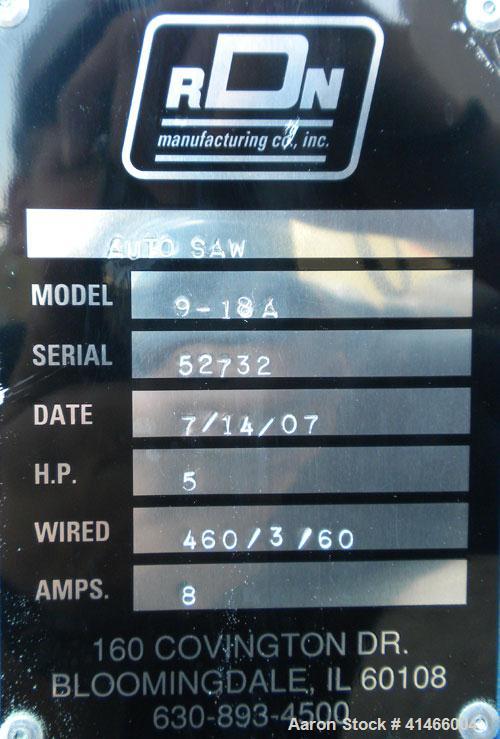 RDN
manufacturing co., inc.
AUTO SAW
MODEL 9-18A
SERIAL 52732
DATE 7/14/07
H.P. 5
WIRED 460/3/60
AMPS. 8
160 COVINGTON DR.
BLOOMINGDALE, IL 60108
630-893-4500
Aaron Stock #